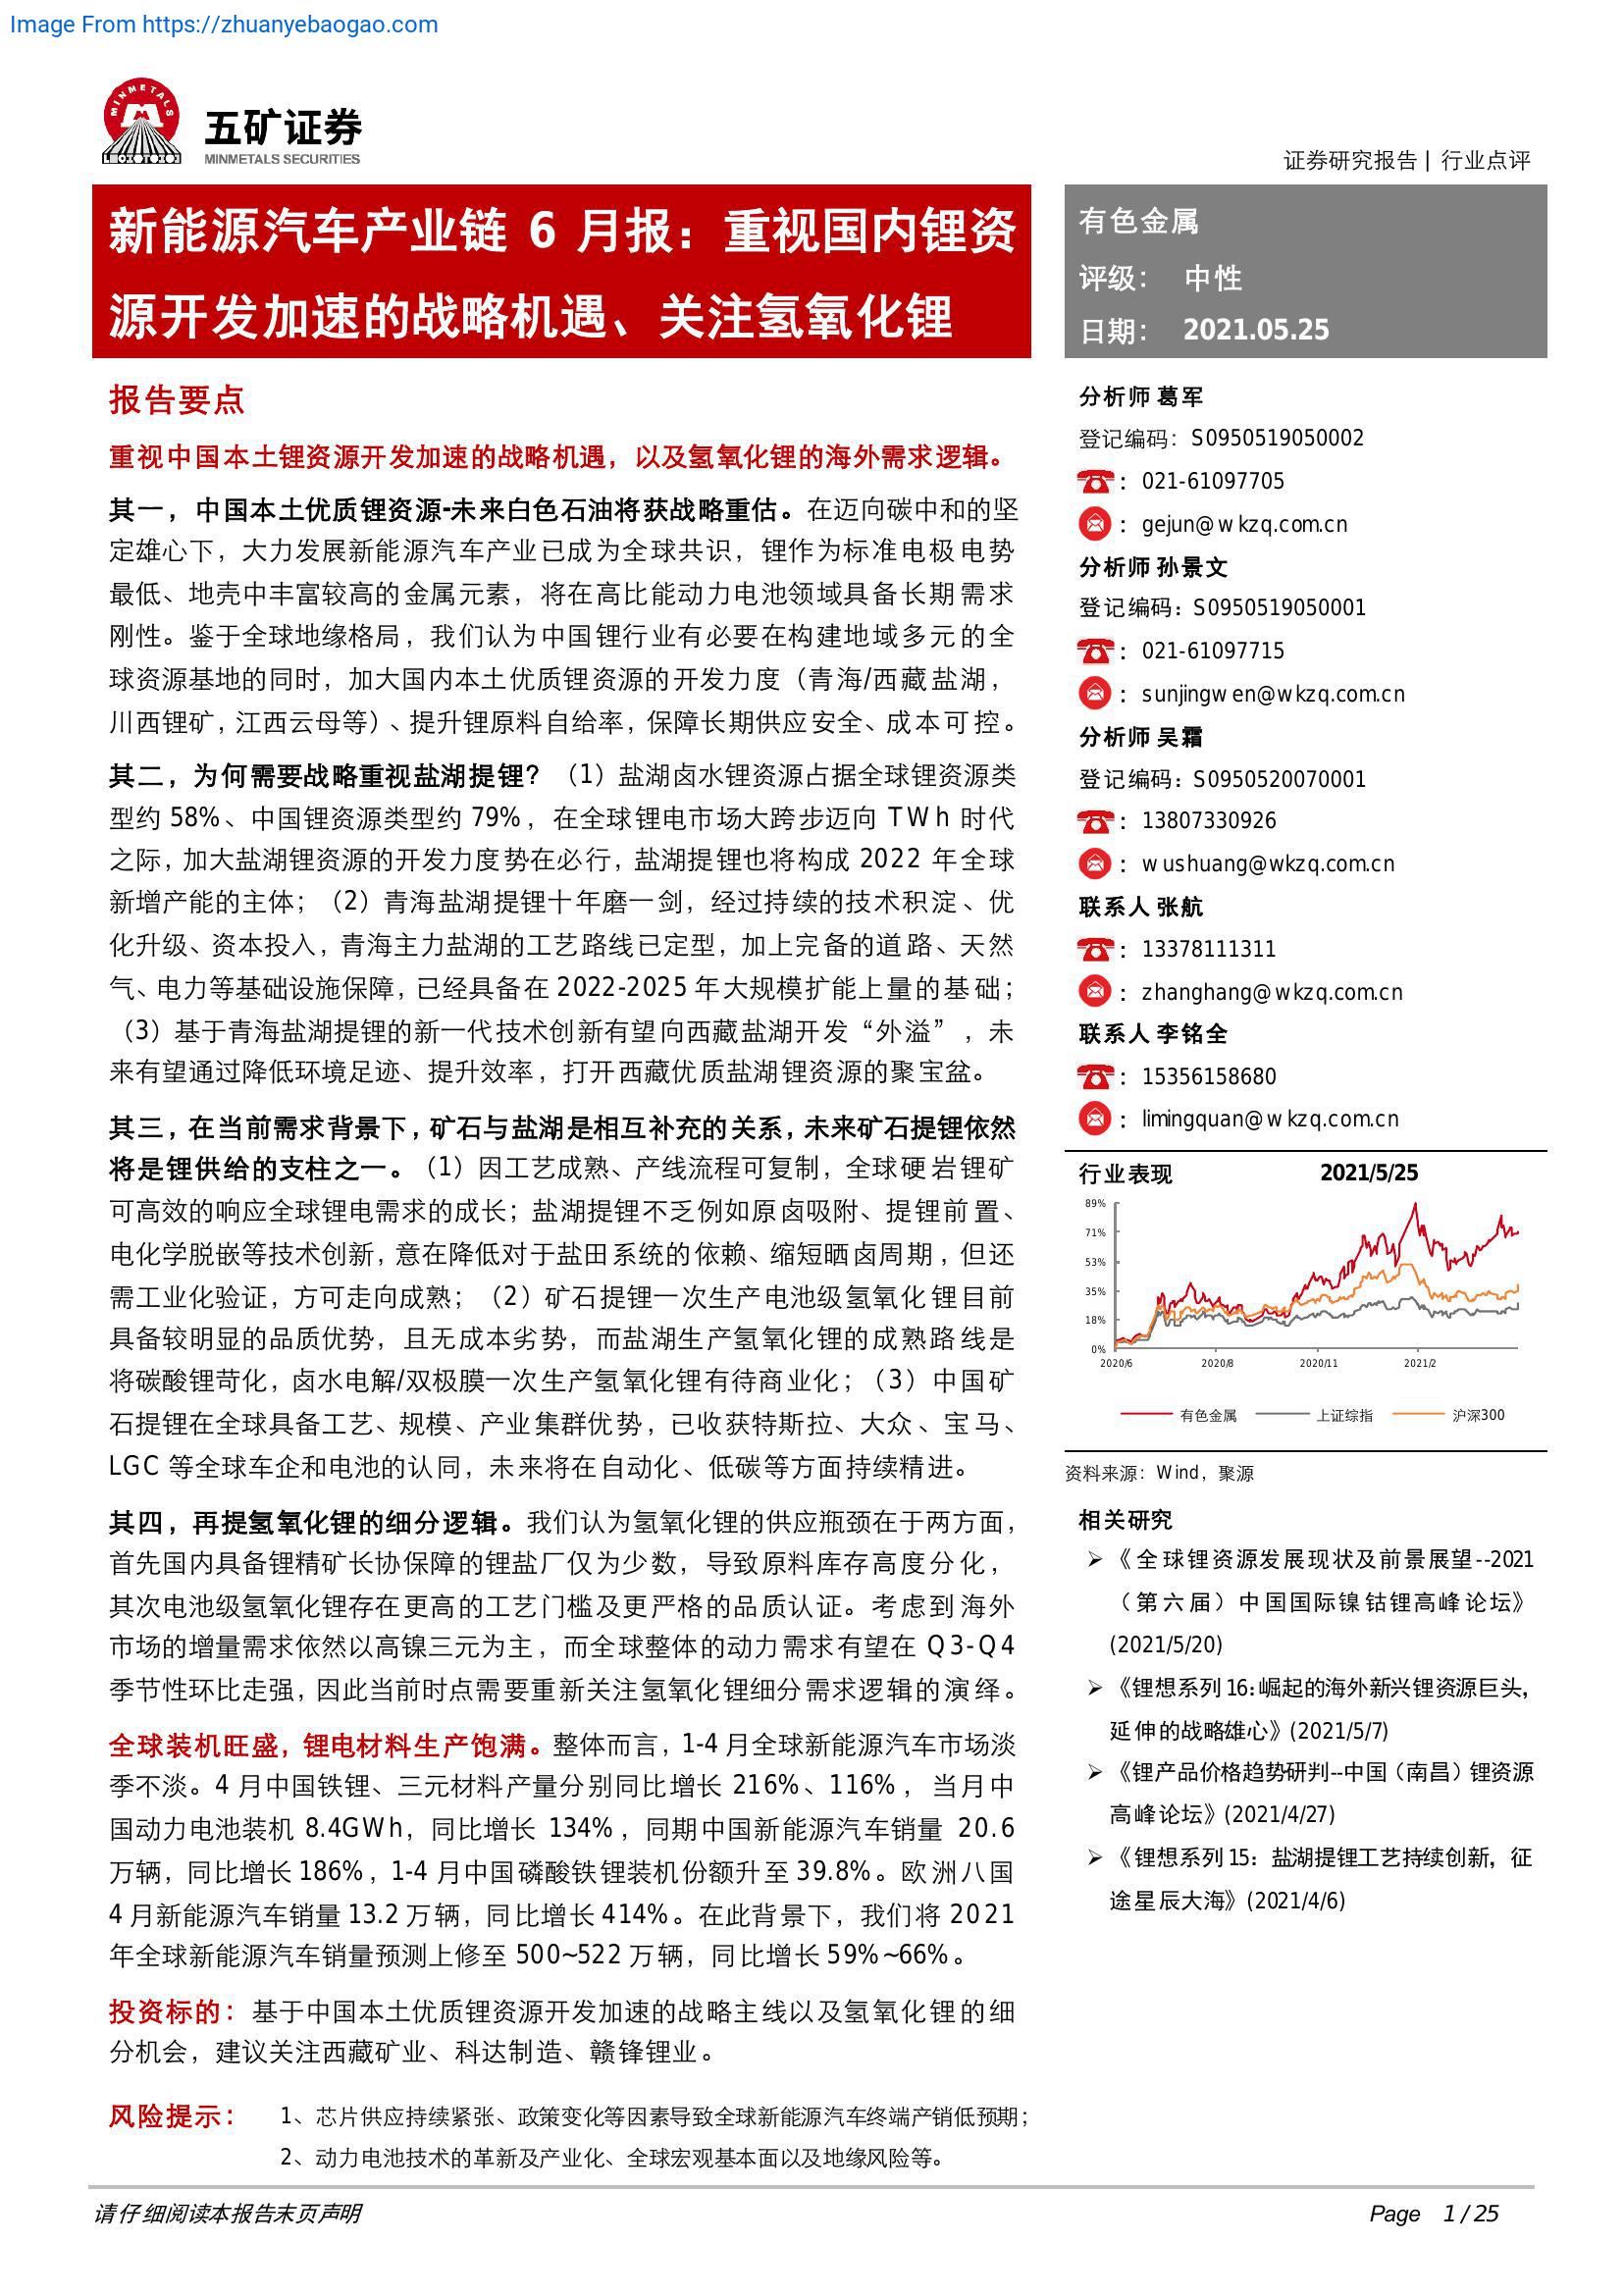 Image From https://zhuanyebaogao.com
MINMETALS
五矿证券
MINMETALS SECURITIES
证券研究报告 | 行业点评
新能源汽车产业链 6 月报：重视国内锂资
源开发加速的战略机遇、关注氢氧化锂
有色金属
评级： 中性
日期： 2021.05.25
报告要点
重视中国本土锂资源开发加速的战略机遇，以及氢氧化锂的海外需求逻辑。
其一，中国本土优质锂资源-未来白色石油将获战略重估。在迈向碳中和的坚
定雄心下，大力发展新能源汽车产业已成为全球共识，锂作为标准电极电势
最低、地壳中丰富较高的金属元素，将在高比能动力电池领域具备长期需求
刚性。鉴于全球地缘格局，我们认为中国锂行业有必要在构建地域多元的全
球资源基地的同时，加大国内本土优质锂资源的开发力度（青海/西藏盐湖，
川西锂矿，江西云母等）、提升锂原料自给率，保障长期供应安全、成本可控。
其二，为何需要战略重视盐湖提锂？（1）盐湖卤水锂资源占据全球锂资源类
型约 58%、中国锂资源类型约 79%，在全球锂电市场大跨步迈向 TWh 时代
之际，加大盐湖锂资源的开发力度势在必行，盐湖提锂也将构成 2022 年全球
新增产能的主体；（2）青海盐湖提锂十年磨一剑，经过持续的技术积淀、优
化升级、资本投入，青海主力盐湖的工艺路线已定型，加上完备的道路、天然
气、电力等基础设施保障，已经具备在 2022-2025 年大规模扩能上量的基础；
（3）基于青海盐湖提锂的新一代技术创新有望向西藏盐湖开发“外溢”，未
来有望通过降低环境足迹、提升效率，打开西藏优质盐湖锂资源的聚宝盆。
其三，在当前需求背景下，矿石与盐湖是相互补充的关系，未来矿石提锂依然
将是锂供给的支柱之一。（1）因工艺成熟、产线流程可复制，全球硬岩锂矿
可高效的响应全球锂电需求的成长；盐湖提锂不乏例如原卤吸附、提锂前置、
电化学脱嵌等技术创新，意在降低对于盐田系统的依赖、缩短晒卤周期，但还
需工业化验证，方可走向成熟；（2）矿石提锂一次生产电池级氢氧化锂目前
具备较明显的品质优势，且无成本劣势，而盐湖生产氢氧化锂的成熟路线是
将碳酸锂苛化，卤水电解/双极膜一次生产氢氧化锂有待商业化；（3）中国矿
石提锂在全球具备工艺、规模、产业集群优势，已收获特斯拉、大众、宝马、
LGC 等全球车企和电池的认同，未来将在自动化、低碳等方面持续精进。
其四，再提氢氧化锂的细分逻辑。我们认为氢氧化锂的供应瓶颈在于两方面，
首先国内具备锂精矿长协保障的锂盐厂仅为少数，导致原料库存高度分化，
其次电池级氢氧化锂存在更高的工艺门槛及更严格的品质认证。考虑到海外
市场的增量需求依然以高镍三元为主，而全球整体的动力需求有望在 Q3-Q4
季节性环比走强，因此当前时点需要重新关注氢氧化锂细分需求逻辑的演绎。
全球装机旺盛，锂电材料生产饱满。整体而言，1-4 月全球新能源汽车市场淡
季不淡。4 月中国铁锂、三元材料产量分别同比增长 216%、116%，当月中
国动力电池装机 8.4GWh，同比增长 134%，同期中国新能源汽车销量 20.6
万辆，同比增长 186%，1-4 月中国磷酸铁锂装机份额升至 39.8%。欧洲八国
4 月新能源汽车销量 13.2 万辆，同比增长 414%。在此背景下，我们将 2021
年全球新能源汽车销量预测上修至 500~522 万辆，同比增长 59%~66%。
投资标的：基于中国本土优质锂资源开发加速的战略主线以及氢氧化锂的细
分机会，建议关注西藏矿业、科达制造、赣锋锂业。
风险提示： 1、芯片供应持续紧张、政策变化等因素导致全球新能源汽车终端产销低预期；
2、动力电池技术的革新及产业化、全球宏观基本面以及地缘风险等。
分析师 葛军
登记编码：S0950519050002
：021-61097705
：gejun@wkzq.com.cn
分析师 孙景文
登记编码：S0950519050001
：021-61097715
：sunjingwen@wkzq.com.cn
分析师 吴霜
登记编码：S0950520070001
：13807330926
：wushuang@wkzq.com.cn
联系人 张航
：13378111311
：zhanghang@wkzq.com.cn
联系人 李铭全
：15356158680
：limingquan@wkzq.com.cn
行业表现 2021/5/25
89%
71%
53%
35%
18%
0%
2020/6 2020/8 2020/11 2021/2
有色金属 上证综指 沪深300
资料来源：Wind，聚源
相关研究
➢《全球锂资源发展现状及前景展望--2021
（第六届）中国国际镍钴锂高峰论坛》
(2021/5/20)
➢《锂想系列 16：崛起的海外新兴锂资源巨头，
延伸的战略雄心》(2021/5/7)
➢《锂产品价格趋势研判--中国（南昌）锂资源
高峰论坛》(2021/4/27)
➢《锂想系列 15：盐湖提锂工艺持续创新，征
途星辰大海》(2021/4/6)
请仔细阅读本报告末页声明
Page 1 / 25